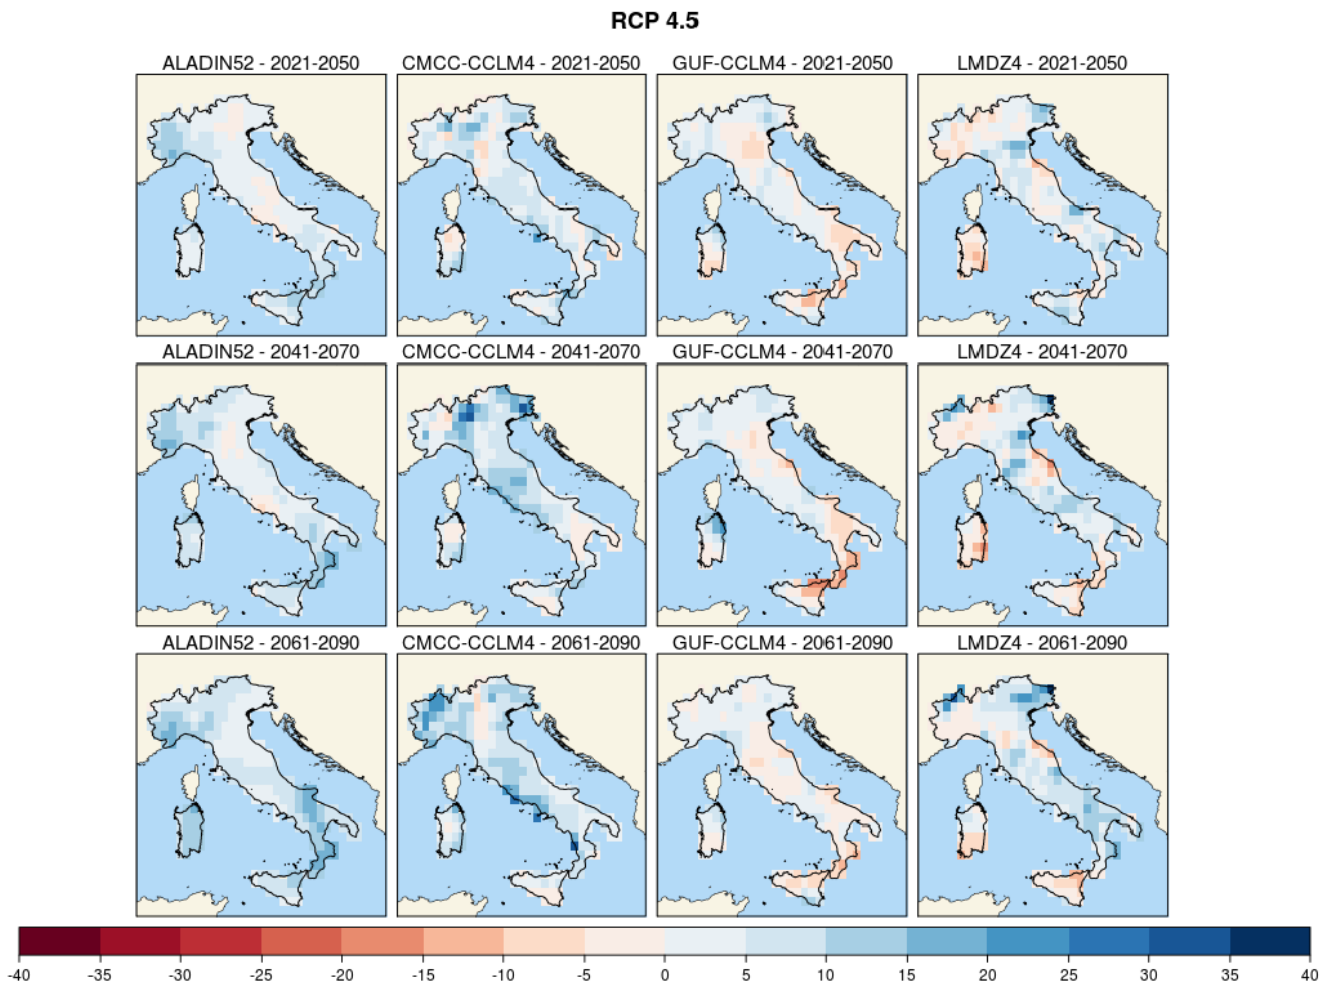 RCP 4.5
ALADIN52 - 2021-2050 CMCC-CCLM4 - 2021-2050 GUF-CCLM4 - 2021-2050 LMDZ4 - 2021-2050
ALADIN52 - 2041-2070 CMCC-CCLM4 - 2041-2070 GUF-CCLM4 - 2041-2070 LMDZ4 - 2041-2070
ALADIN52 - 2061-2090 CMCC-CCLM4 - 2061-2090 GUF-CCLM4 - 2061-2090 LMDZ4 - 2061-2090
-40 -35 -30 -25 -20 -15 -10 -5 0 5 10 15 20 25 30 35 40